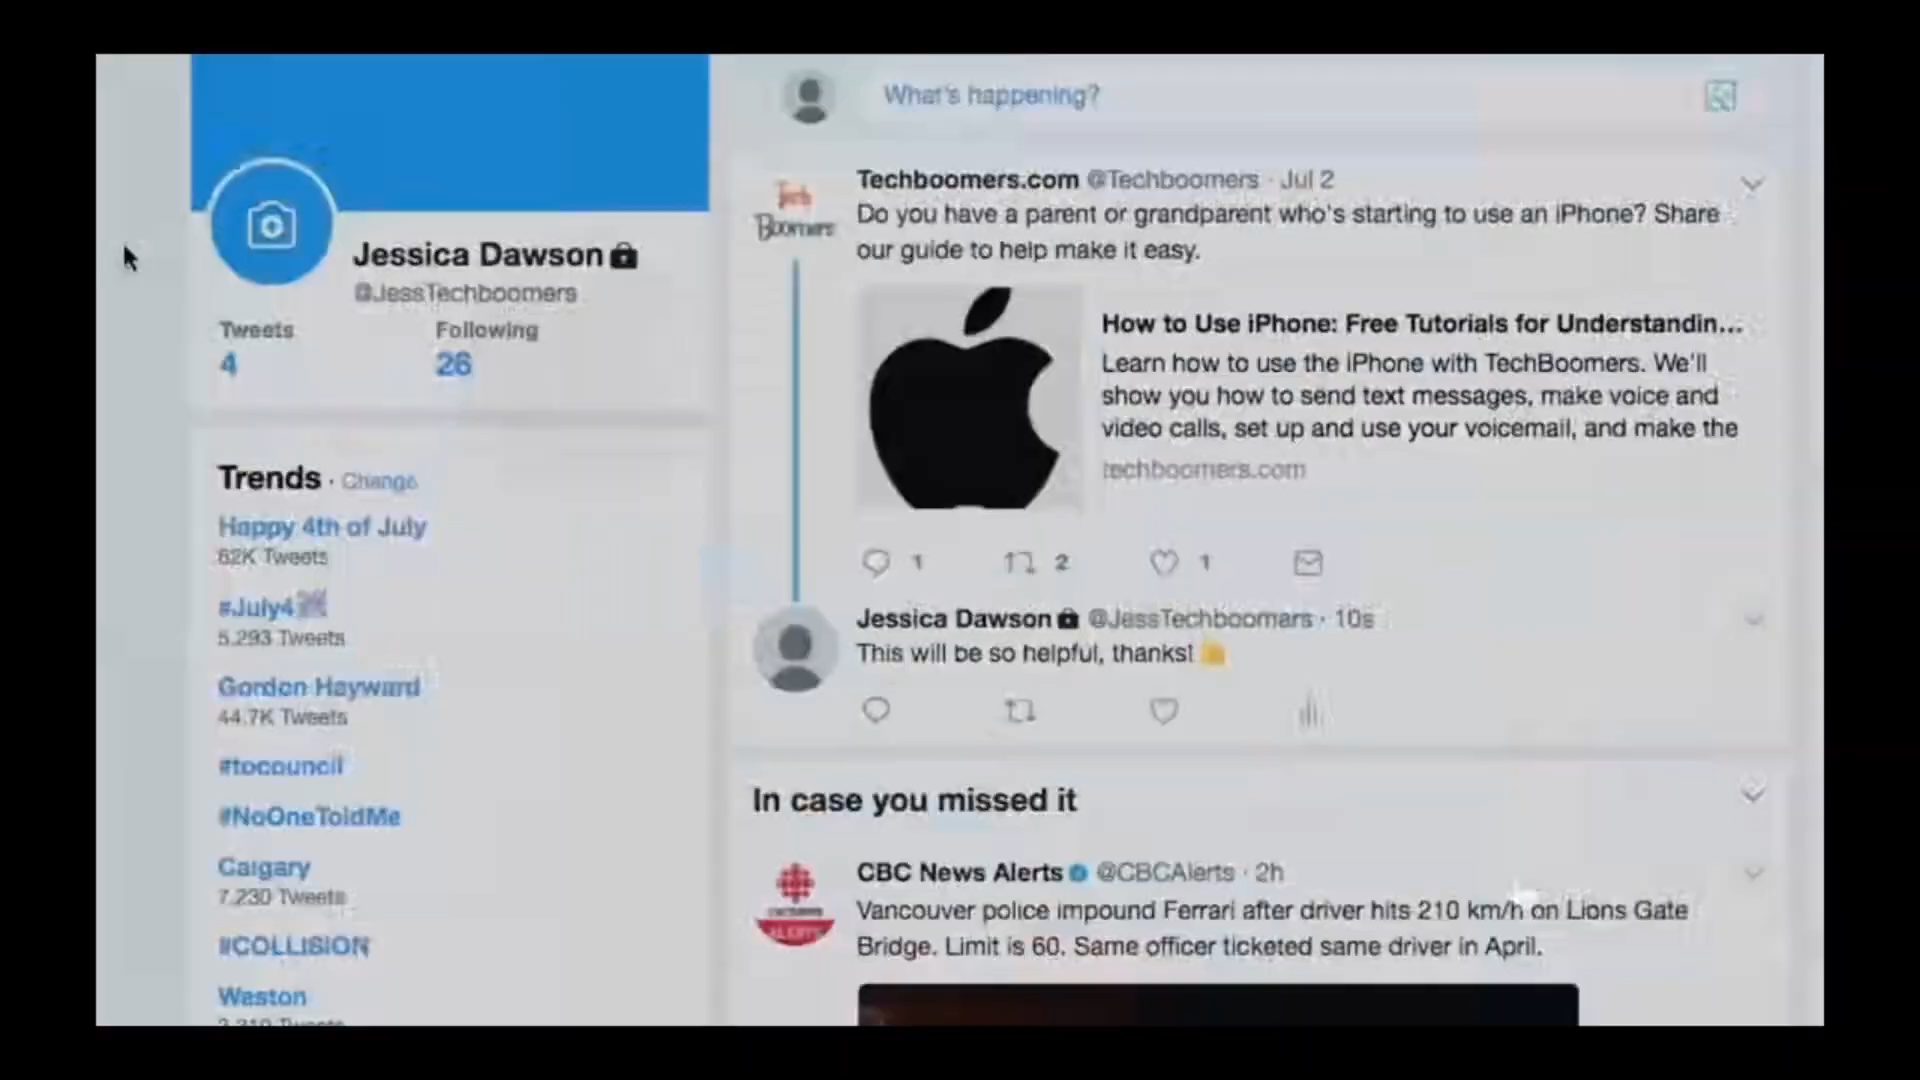 What's happening?
Techboomers.com @Techboomers · Jul 2
Do you have a parent or grandparent who's starting to use an iPhone? Share
our guide to help make it easy.
Tech
Boomers
How to Use iPhone: Free Tutorials for Understandin...
Learn how to use the iPhone with TechBoomers. We'll
show you how to send text messages, make voice and
video calls, set up and use your voicemail, and make the
techboomers.com
1 2 1
Jessica Dawson @JessTechboomers · 10s
This will be so helpful, thanks!
In case you missed it
CBC News Alerts @CBCAlerts · 2h
Vancouver police impound Ferrari after driver hits 210 km/h on Lions Gate
Bridge. Limit is 60. Same officer ticketed same driver in April.
ALERTS
Jessica Dawson
@JessTechboomers
Tweets Following
4 26
Trends · Change
Happy 4th of July
62K Tweets
#July4
5,293 Tweets
Gordon Hayward
44.7K Tweets
#tocouncil
#NoOneToldMe
Calgary
7,230 Tweets
#COLLISION
Weston